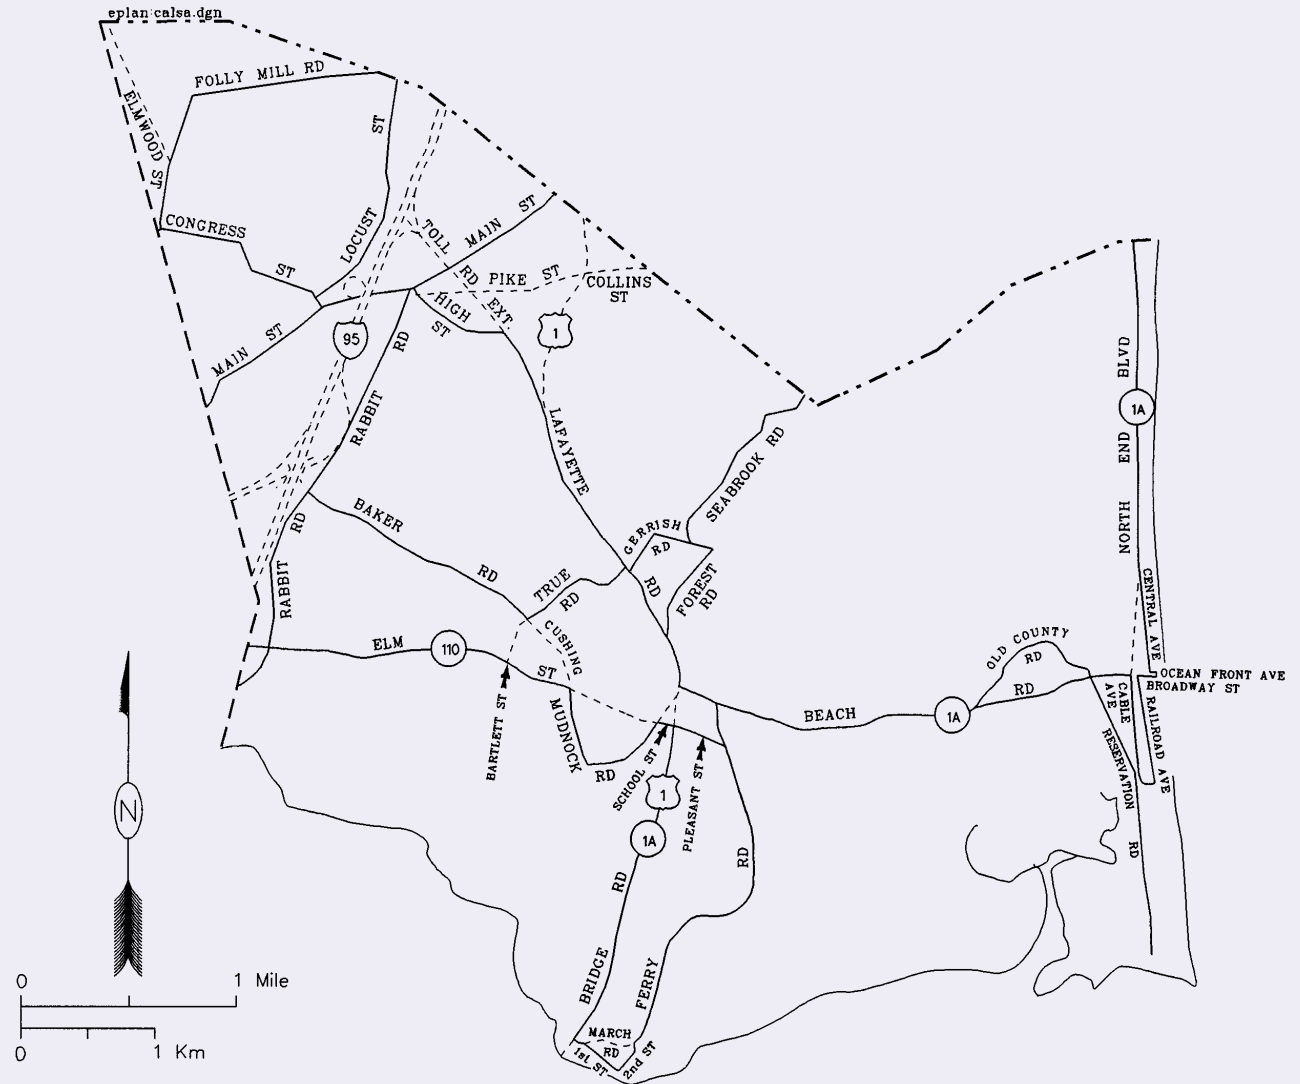 eplan:calsa.dgn
FOLLY MILL RD
ELMWOOD ST
ST
CONGRESS
LOCUST
TOLL
MAIN ST
ST
RD
PIKE ST
COLLINS
ST
HIGH
ST
EXT.
1
95
MAIN ST
RD
BLVD
1A
RABBIT
LAFAYETTE
END
SEABROOK RD
BAKER
RD
NORTH
GERRISH
RD
RD
TRUE
RD
RD
FOREST
RD
RABBIT
CENTRAL AVE
CUSHING
ELM
110
ST
OLD COUNTY
RD
RD
OCEAN FRONT AVE
BROADWAY ST
CABLE
AVE
RAILROAD AVE
BARTLETT ST
MUDNOCK
RD
BEACH
1A
SCHOOL ST
PLEASANT ST
RESERVATION
RD
1
1A
N
RD
RD
BRIDGE
FERRY
0
1 Mile
MARCH
RD
1st ST
2nd ST
0
1 Km